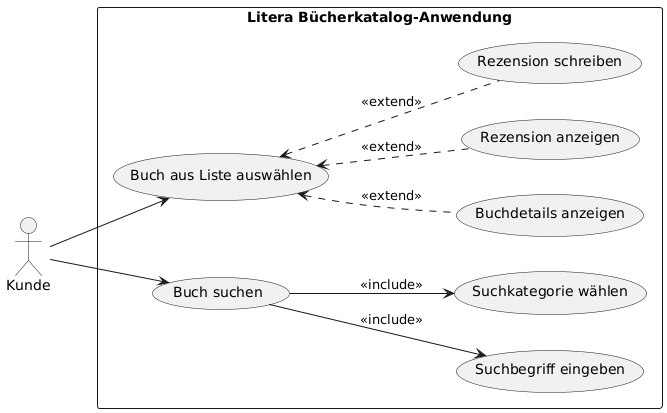 Litera Bücherkatalog-Anwendung
Rezension schreiben
«extend»
Rezension anzeigen
«extend»
Buch aus Liste auswählen
«extend»
Buchdetails anzeigen
Kunde
Buch suchen
«include»
Suchkategorie wählen
«include»
Suchbegriff eingeben